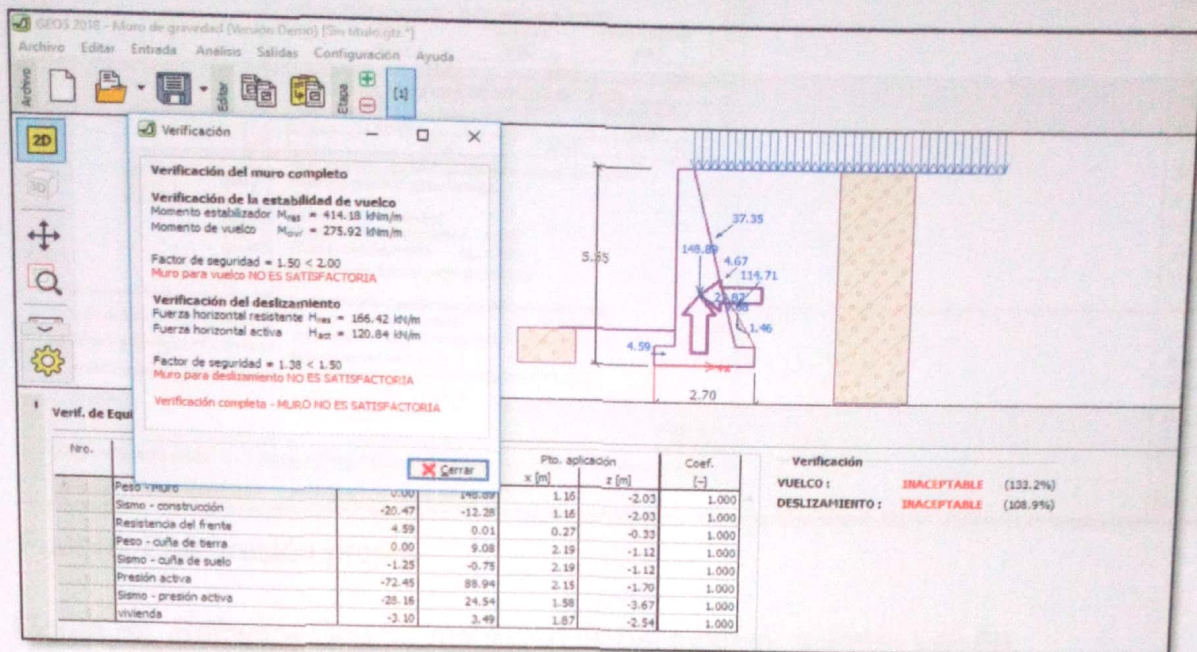 GEO5 2018 - Muro de gravedad (Versión Demo) [Sin título.gtz *]
Archivo Editar Entrada Análisis Salidas Configuración Ayuda
Archivo
Editar
Etapa
[1]
2D
3D
Verificación
Verificación del muro completo
Verificación de la estabilidad de vuelco
Momento estabilizador Mres = 414.18 kNm/m
Momento de vuelco Movr = 275.92 kNm/m
Factor de seguridad = 1.50 < 2.00
Muro para vuelco NO ES SATISFACTORIA
Verificación del deslizamiento
Fuerza horizontal resistente Hres = 166.42 kN/m
Fuerza horizontal activa Hact = 120.84 kN/m
Factor de seguridad = 1.38 < 1.50
Muro para deslizamiento NO ES SATISFACTORIA
Verificación completa - MURO NO ES SATISFACTORIA
Cerrar
37.35
148.89
4.67
114.71
1.46
4.59
+x
2.70
Verif. de Equi
Nro.
Pto. aplicación
x [m] z [m]
Coef.
[-]
Peso - Muro 0.00 148.89 1.16 -2.03 1.000
Sismo - construcción -20.47 -12.28 1.16 -2.03 1.000
Resistencia del frente 4.59 0.01 0.27 -0.33 1.000
Peso - cuña de tierra 0.00 9.08 2.19 -1.12 1.000
Sismo - cuña de suelo -1.25 -0.75 2.19 -1.12 1.000
Presión activa -72.45 88.94 2.15 -1.70 1.000
Sismo - presión activa -28.16 24.54 1.58 -3.67 1.000
vivienda -3.10 3.49 1.87 -2.54 1.000
Verificación
VUELCO : INACEPTABLE (133.2%)
DESLIZAMIENTO : INACEPTABLE (108.9%)